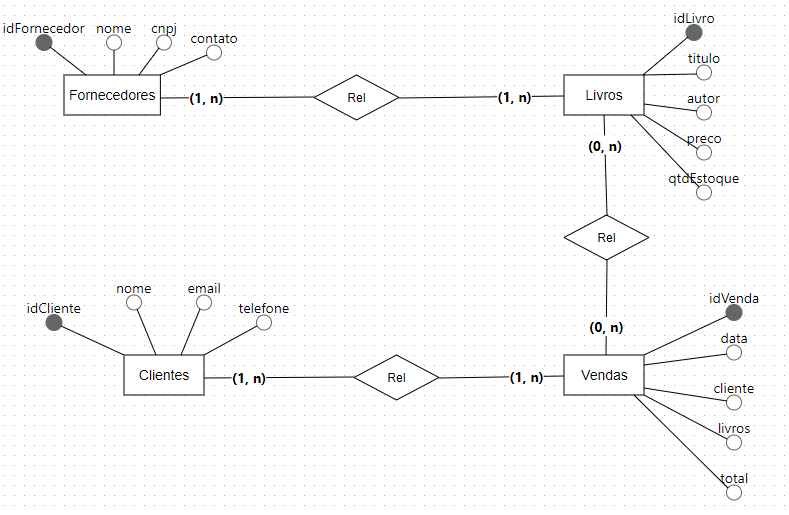 idFornecedor
nome
cnpj
contato
Fornecedores
(1, n)
Rel
(1, n)
Livros
idLivro
titulo
autor
preco
qtdEstoque
(0, n)
Rel
(0, n)
idCliente
nome
email
telefone
Clientes
(1, n)
Rel
(1, n)
Vendas
idVenda
data
cliente
livros
total